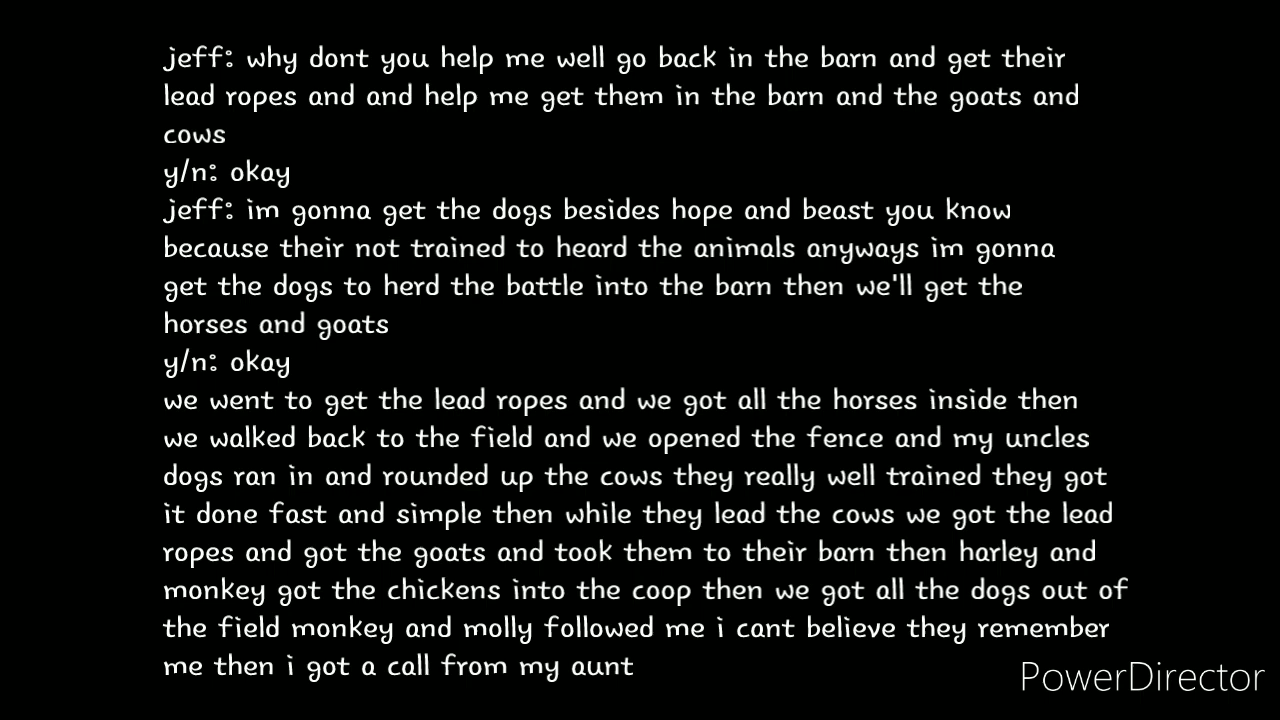 jeff: why dont you help me well go back in the barn and get their
lead ropes and and help me get them in the barn and the goats and
cows
y/n: okay
jeff: im gonna get the dogs besides hope and beast you know
because their not trained to heard the animals anyways im gonna
get the dogs to herd the battle into the barn then we'll get the
horses and goats
y/n: okay
we went to get the lead ropes and we got all the horses inside then
we walked back to the field and we opened the fence and my uncles
dogs ran in and rounded up the cows they really well trained they got
it done fast and simple then while they lead the cows we got the lead
ropes and got the goats and took them to their barn then harley and
monkey got the chickens into the coop then we got all the dogs out of
the field monkey and molly followed me i cant believe they remember
me then i got a call from my aunt
PowerDirector